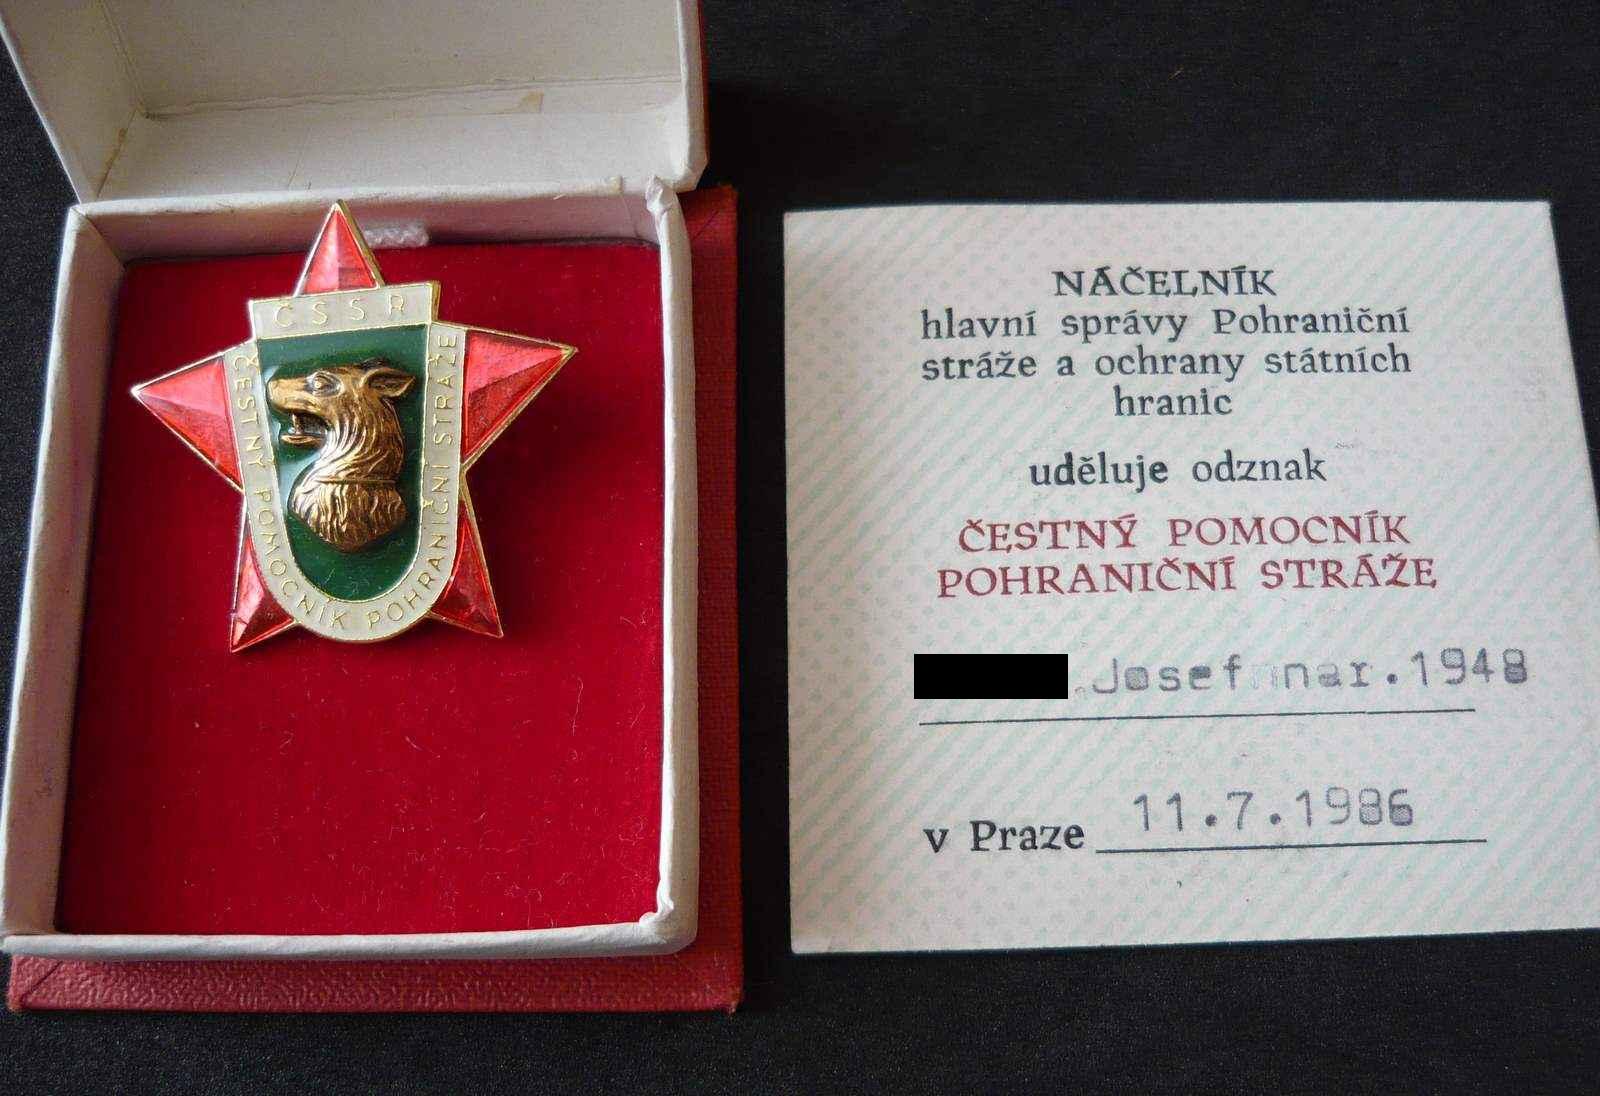 ČSSR
ČESTNÝ POMOCNÍK POHRANIČNÍ STRÁŽE
NÁČELNÍK
hlavní správy Pohraniční
stráže a ochrany státních
hranic
uděluje odznak
ČESTNÝ POMOCNÍK
POHRANIČNÍ STRÁŽE
Josef nar.1948
v Praze 11.7.1986